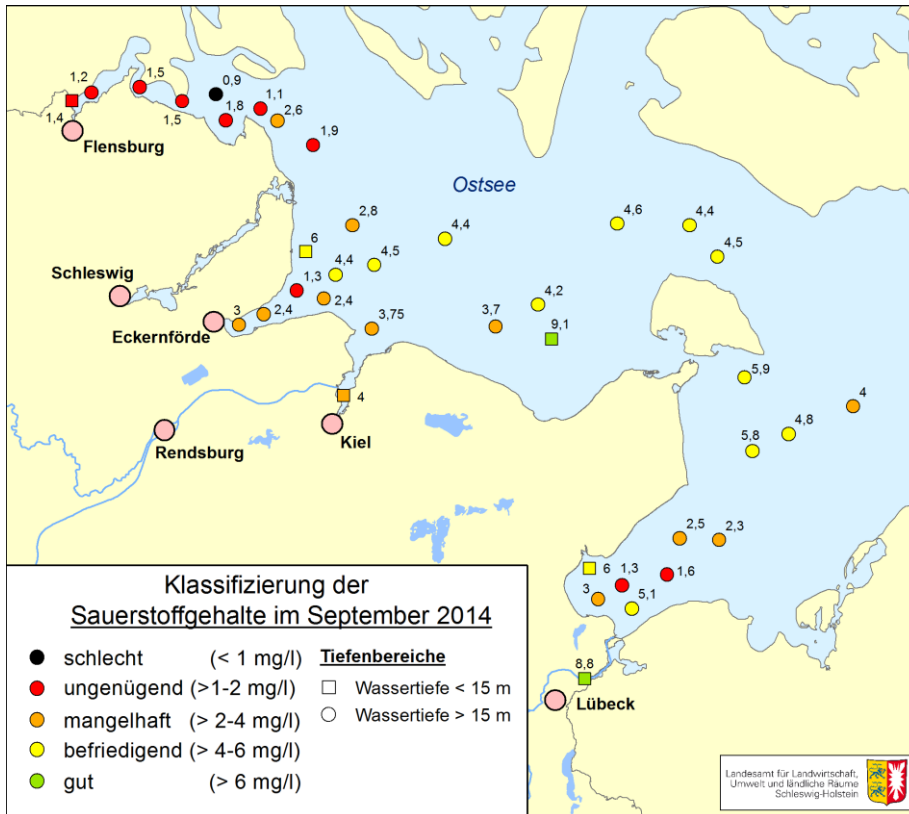 1,2
1,5
0,9
1,1
2,6
1,4
1,5
1,8
1,9
Flensburg
Ostsee
2,8
4,4
4,6
4,4
6
4,5
4,5
4,4
Schleswig
1,3
2,4
4,2
3
2,4
3,75
3,7
9,1
Eckernförde
5,9
4
4
Kiel
Rendsburg
4,8
5,8
2,5
2,3
6
1,3
1,6
3
5,1
8,8
Lübeck
Klassifizierung der
Sauerstoffgehalte im September 2014
schlecht (< 1 mg/l)
ungenügend (>1-2 mg/l)
mangelhaft (> 2-4 mg/l)
befriedigend (> 4-6 mg/l)
gut (> 6 mg/l)
Tiefenbereiche
Wassertiefe < 15 m
Wassertiefe > 15 m
Landesamt für Landwirtschaft,
Umwelt und ländliche Räume
Schleswig-Holstein